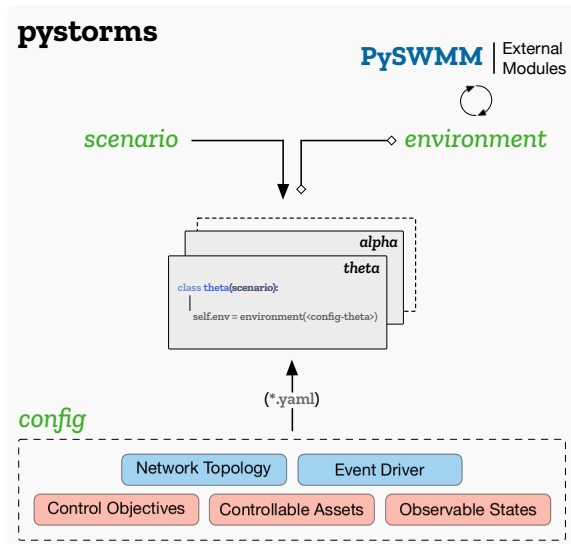 pystorms
PySWMM
External
Modules
scenario
environment
alpha
theta
class theta(scenario):
self.env = environment(<config-theta>)
(*.yaml)
config
Network Topology
Event Driver
Control Objectives
Controllable Assets
Observable States